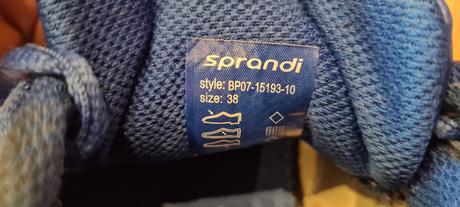 sprandi
style: BP07-15193-10
size: 38